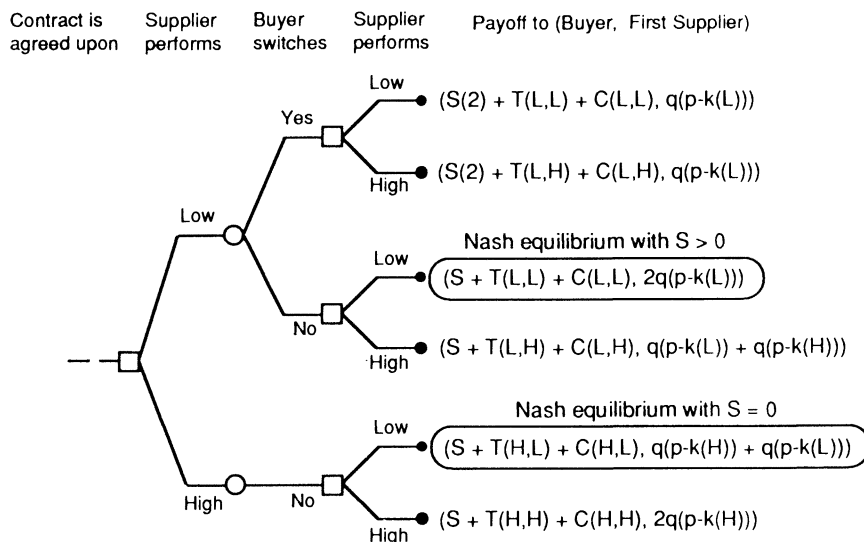 Contract is agreed upon
Supplier performs
Buyer switches
Supplier performs
Payoff to (Buyer, First Supplier)
Low
(S(2) + T(L,L) + C(L,L), q(p-k(L)))
Yes
High
(S(2) + T(L,H) + C(L,H), q(p-k(L)))
Low
Nash equilibrium with S > 0
Low
(S + T(L,L) + C(L,L), 2q(p-k(L)))
No
High
(S + T(L,H) + C(L,H), q(p-k(L)) + q(p-k(H)))
Nash equilibrium with S = 0
Low
(S + T(H,L) + C(H,L), q(p-k(H)) + q(p-k(L)))
High
No
High
(S + T(H,H) + C(H,H), 2q(p-k(H)))